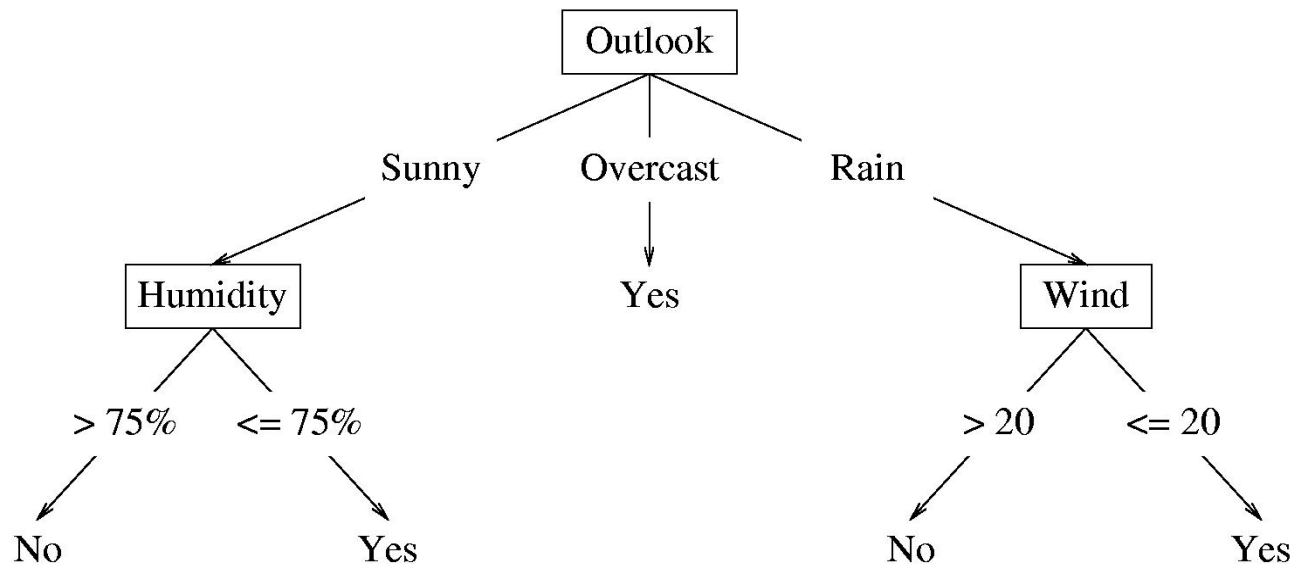 Outlook
Sunny Overcast Rain
Humidity Yes Wind
> 75% <= 75% > 20 <= 20
No Yes No Yes